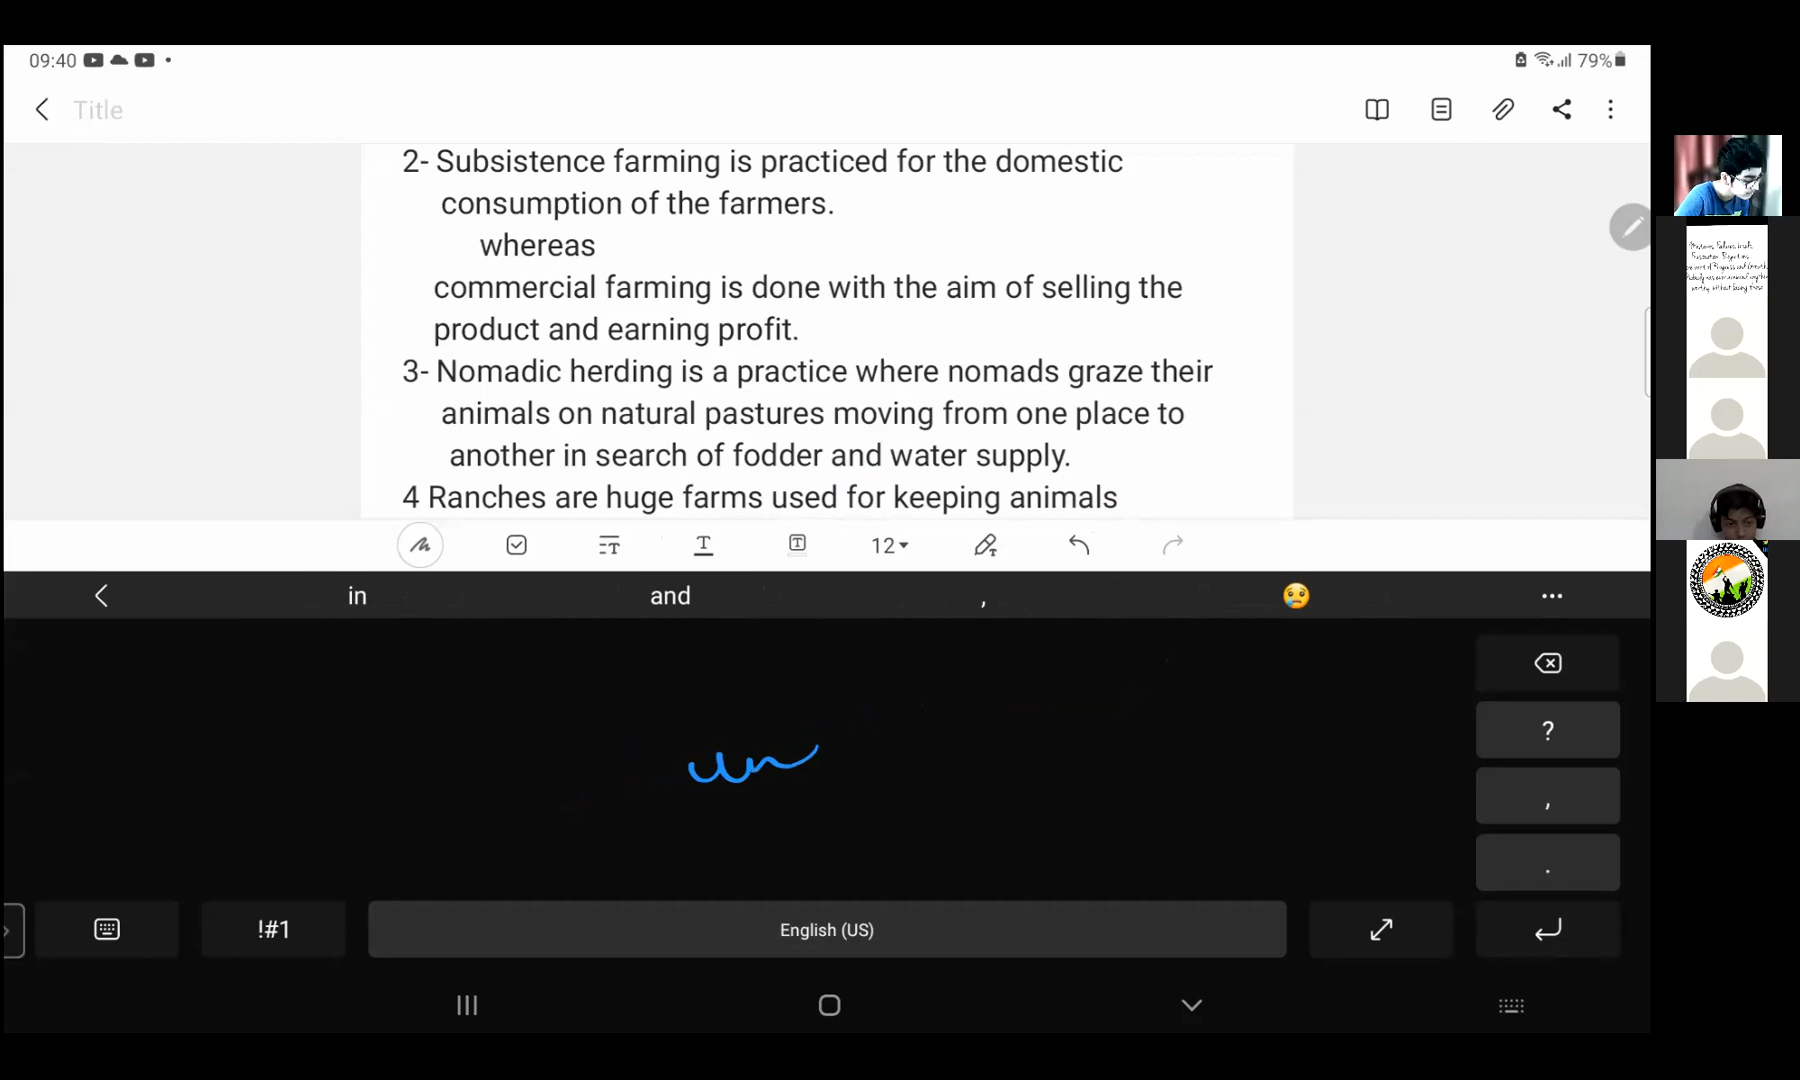 09:40
79%
Title
2- Subsistence farming is practiced for the domestic
consumption of the farmers.
whereas
commercial farming is done with the aim of selling the
product and earning profit.
3- Nomadic herding is a practice where nomads graze their
animals on natural pastures moving from one place to
another in search of fodder and water supply.
4 Ranches are huge farms used for keeping animals
12
in and ,
?
,
.
!#1
English (US)